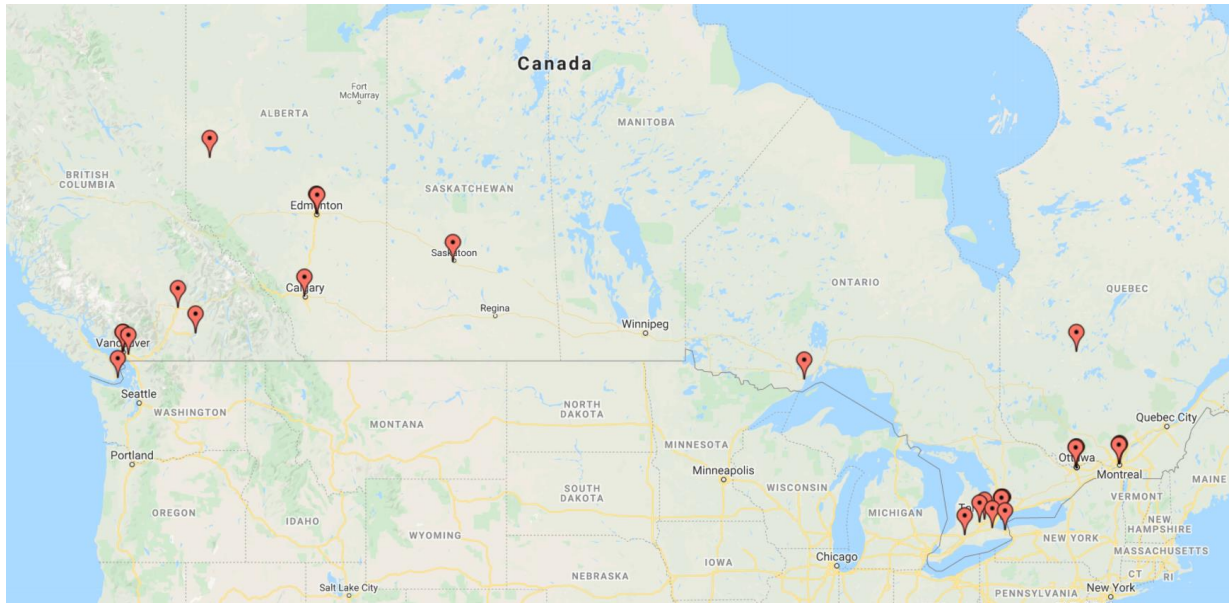 Canada
Fort
McMurray
ALBERTA
MANITOBA
BRITISH
COLUMBIA
SASKATCHEWAN
Edmonton
Saskatoon
ONTARIO
QUEBEC
Calgary
Regina
Winnipeg
Vancouver
Seattle
WASHINGTON
NORTH
DAKOTA
MONTANA
Quebec City
Ottawa
Montreal
MAINE
MINNESOTA
Portland
Minneapolis
SOUTH
DAKOTA
WISCONSIN
VERMONT
OREGON
IDAHO
MICHIGAN
NEW
HAMPSHIRE
WYOMING
NEW YORK
MASSACHUSETTS
Chicago
IOWA
CT
RI
NEBRASKA
Salt Lake City
PENNSYLVANIA
New York